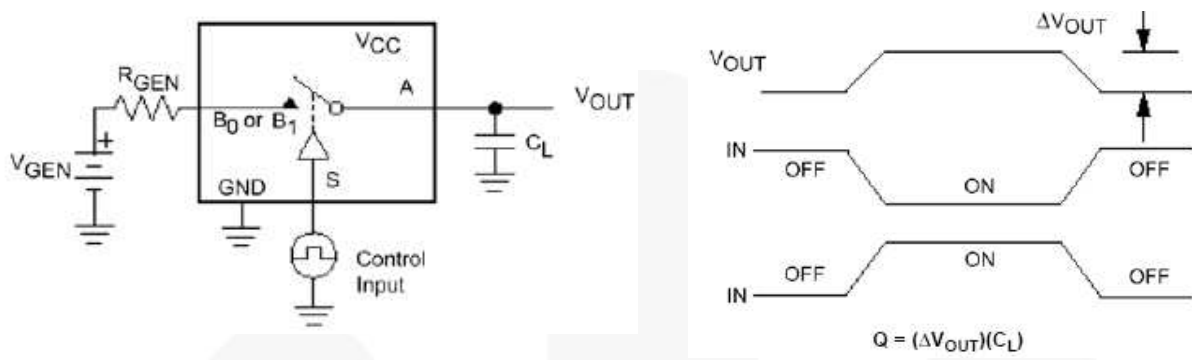 VCC
RGEN
A
VOUT
B0 or B1
+
CL
VGEN
GND
S
Control
Input
ΔVOUT
VOUT
IN
OFF
ON
OFF
IN
OFF
ON
OFF
Q = (ΔVOUT)(CL)